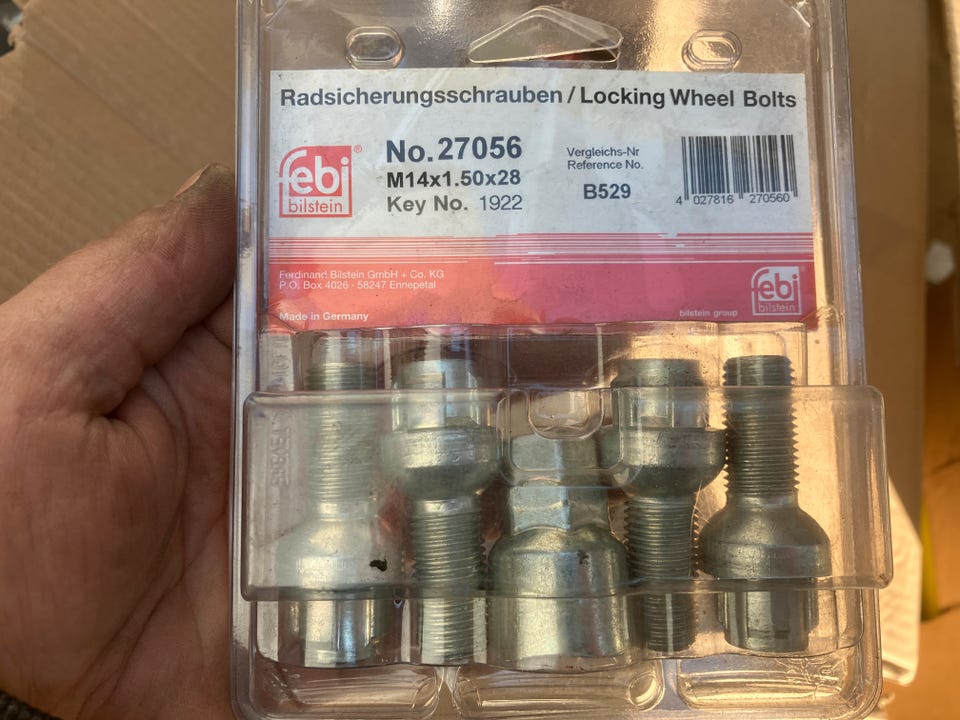 Radsicherungsschrauben / Locking Wheel Bolts
febi®
bilstein
No. 27056
M14x1.50x28
Key No. 1922
Vergleichs-Nr
Reference No.
B529
4 027816 270560
Ferdinand Bilstein GmbH + Co. KG
P.O. Box 4026 · 58247 Ennepetal
Made in Germany
febi
bilstein
bilstein group